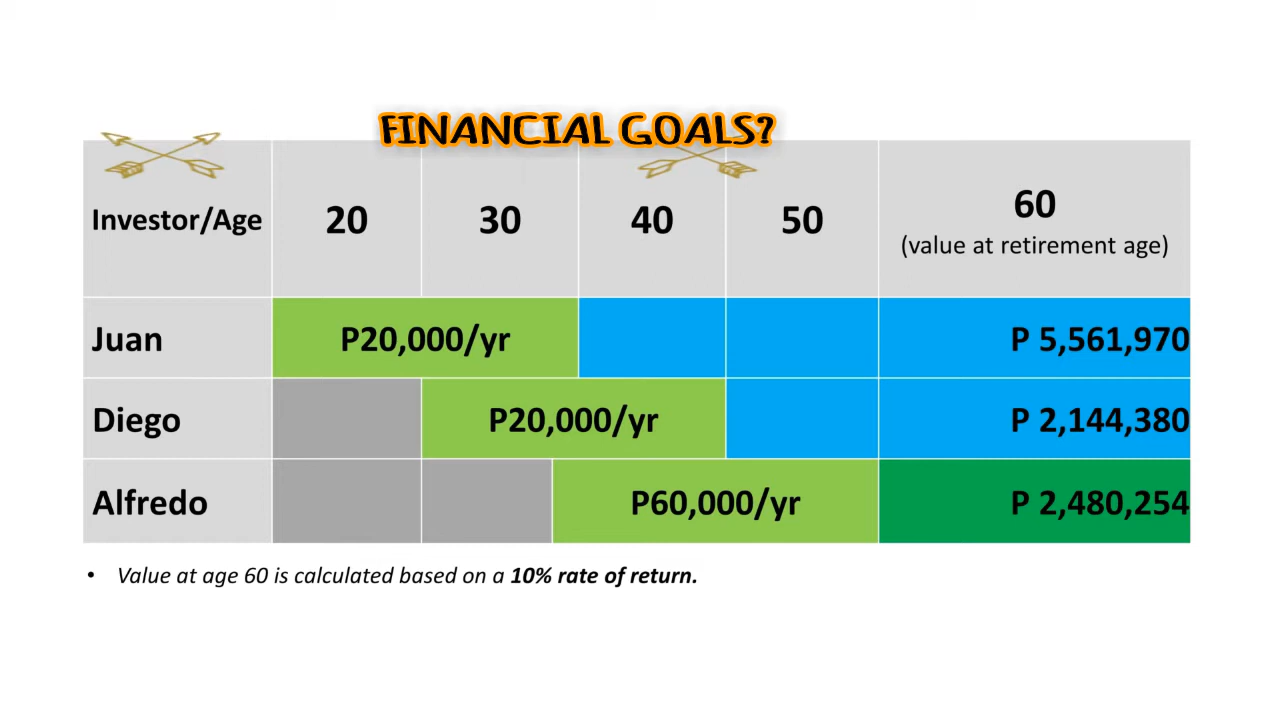 FINANCIAL GOALS?
Investor/Age 20 30 40 50 60
(value at retirement age)
Juan P20,000/yr P 5,561,970
Diego P20,000/yr P 2,144,380
Alfredo P60,000/yr P 2,480,254
• Value at age 60 is calculated based on a 10% rate of return.